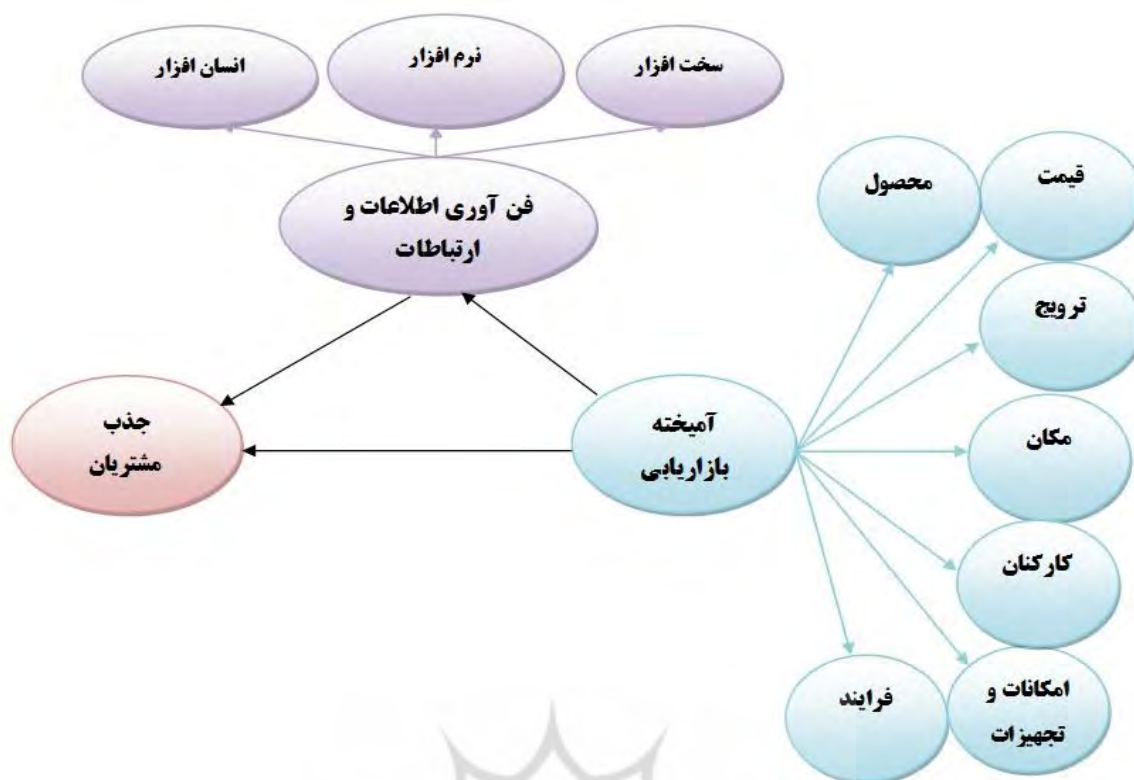 سخت افزار
نرم افزار
انسان افزار
فن آوری اطلاعات و
ارتباطات
قیمت
محصول
ترویج
آمیخته
بازاریابی
جذب
مشتریان
مکان
کارکنان
امکانات و
تجهیزات
فرایند